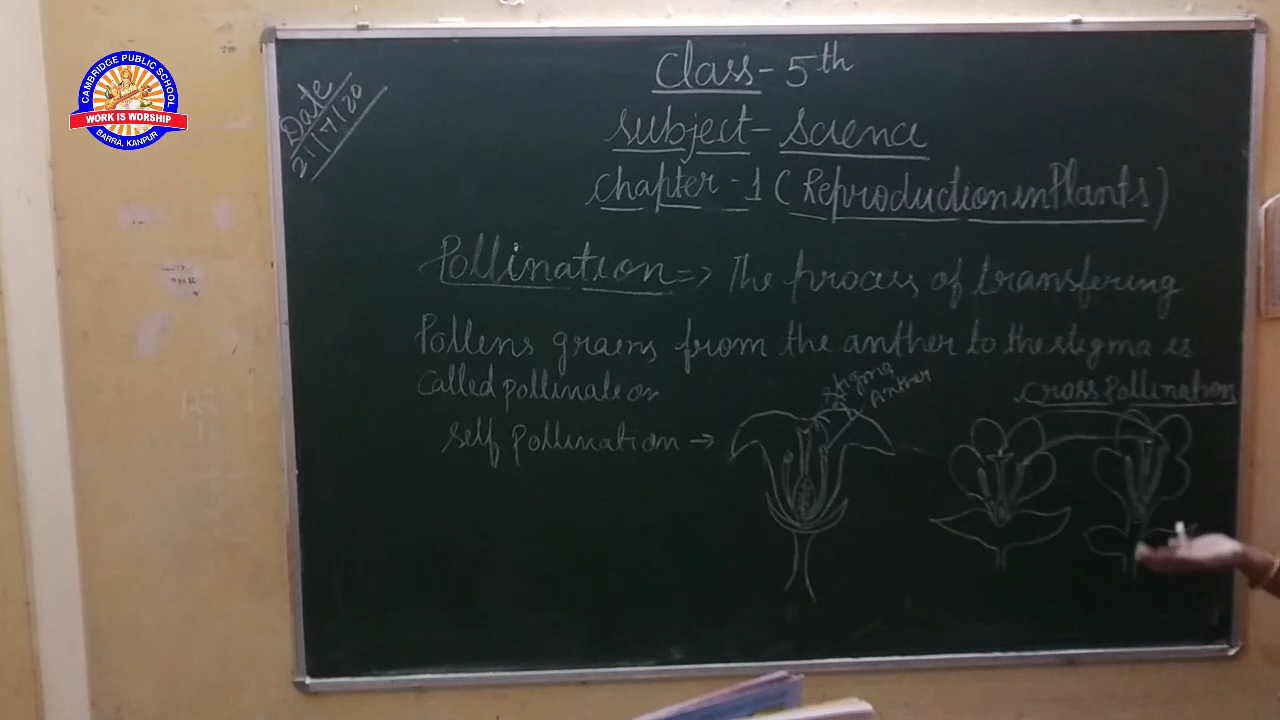 CAMBRIDGE PUBLIC SCHOOL
WORK IS WORSHIP
BARRA, KANPUR
Date
21/7/20
Class - 5th
Subject - Science
Chapter - 1 ( Reproduction in Plants )
Pollination => The process of transfering
Pollens grains from the anther to the stigma is
Called pollination
Stigma
Anther
Cross Pollination
Self pollination →